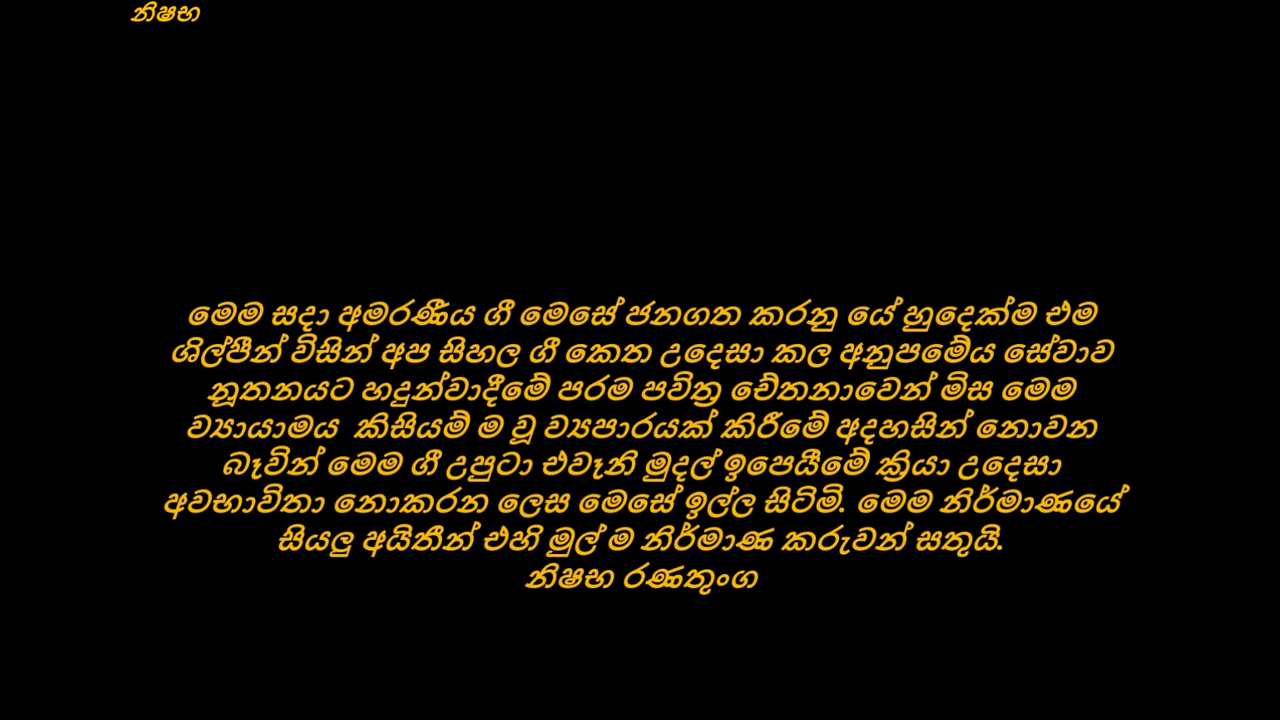 නිෂභ
මෙම සදා අමරණීය ගී මෙසේ ජනගත කරනු යේ හුදෙක්ම එම
ශිල්පීන් විසින් අප සිහල ගී කෙත උදෙසා කල අනුපමේය සේවාව
නූතනයට හදුන්වාදීමේ පරම පවිත්‍ර චේතනාවෙන් මිස මෙම
ව්‍යායාමය කිසියම් ම වූ ව්‍යපාරයක් කිරීමේ අදහසින් නොවන
බෑවින් මෙම ගී උපුටා එවෑනි මුදල් ඉපෙයීමේ ක්‍රියා උදෙසා
අවභාවිතා නොකරන ලෙස මෙසේ ඉල්ල සිටිමි. මෙම නිර්මාණයේ
සියලු අයිතීන් එහි මුල් ම නිර්මාණ කරුවන් සතුයි.
නිෂභ රණතුංග